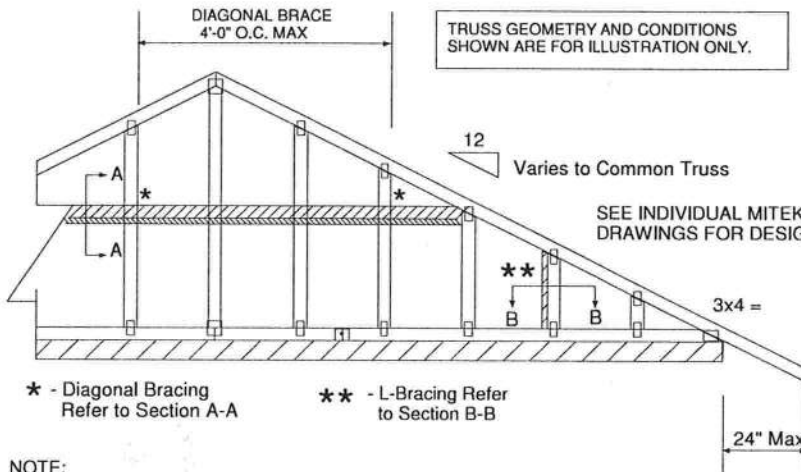 DIAGONAL BRACE
4'-0" O.C. MAX
TRUSS GEOMETRY AND CONDITIONS
SHOWN ARE FOR ILLUSTRATION ONLY.
12
Varies to Common Truss
A
*
*
SEE INDIVIDUAL MITEK
DRAWINGS FOR DESIG
A
**
B
B
3x4 =
* - Diagonal Bracing
Refer to Section A-A
** - L-Bracing Refer
to Section B-B
24" Max
NOTE: